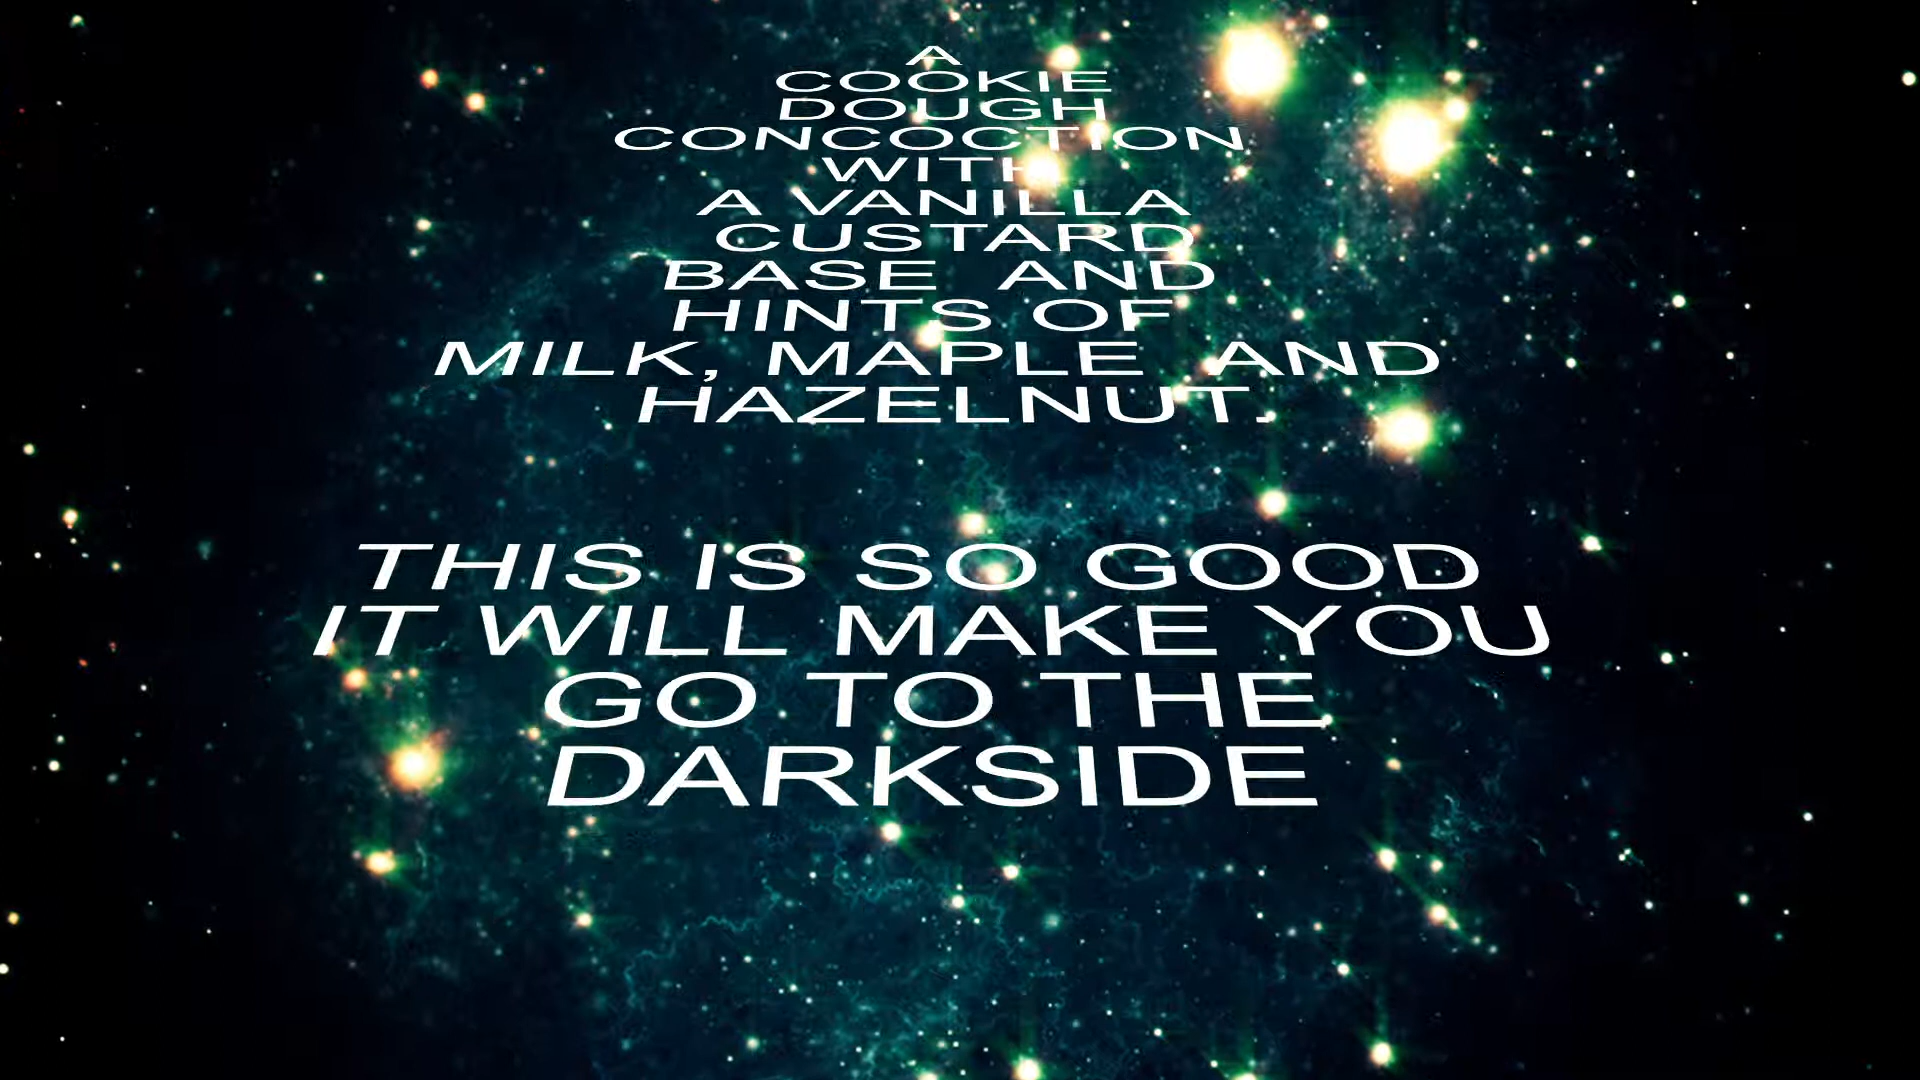 A
COOKIE
DOUGH
CONCOCTION
WITH
A VANILLA
CUSTARD
BASE AND
HINTS OF
MILK, MAPLE AND
HAZELNUT.
THIS IS SO GOOD
IT WILL MAKE YOU
GO TO THE
DARKSIDE